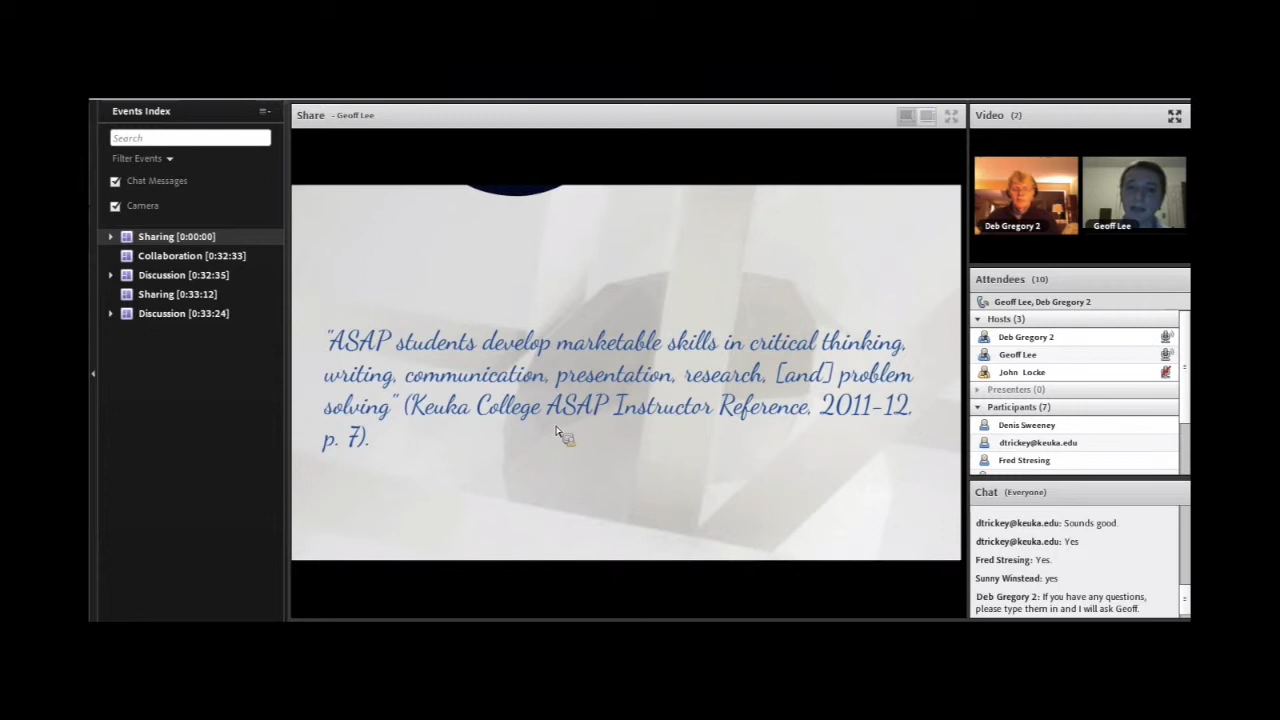 Events Index
Search
Filter Events
Chat Messages
Camera
Sharing [0:00:00]
Collaboration [0:32:33]
Discussion [0:32:35]
Sharing [0:33:12]
Discussion [0:33:24]
Share - Geoff Lee
"ASAP students develop marketable skills in critical thinking,
writing, communication, presentation, research, [and] problem
solving" (Keuka College ASAP Instructor Reference, 2011-12,
p. 7).
Video (2)
Deb Gregory 2
Geoff Lee
Attendees (10)
Geoff Lee, Deb Gregory 2
Hosts (3)
Deb Gregory 2
Geoff Lee
John Locke
Presenters (0)
Participants (7)
Denis Sweeney
dtrickey@keuka.edu
Fred Stresing
Chat (Everyone)
dtrickey@keuka.edu: Sounds good.
dtrickey@keuka.edu: Yes
Fred Stresing: Yes.
Sunny Winstead: yes
Deb Gregory 2: If you have any questions,
please type them in and I will ask Geoff.